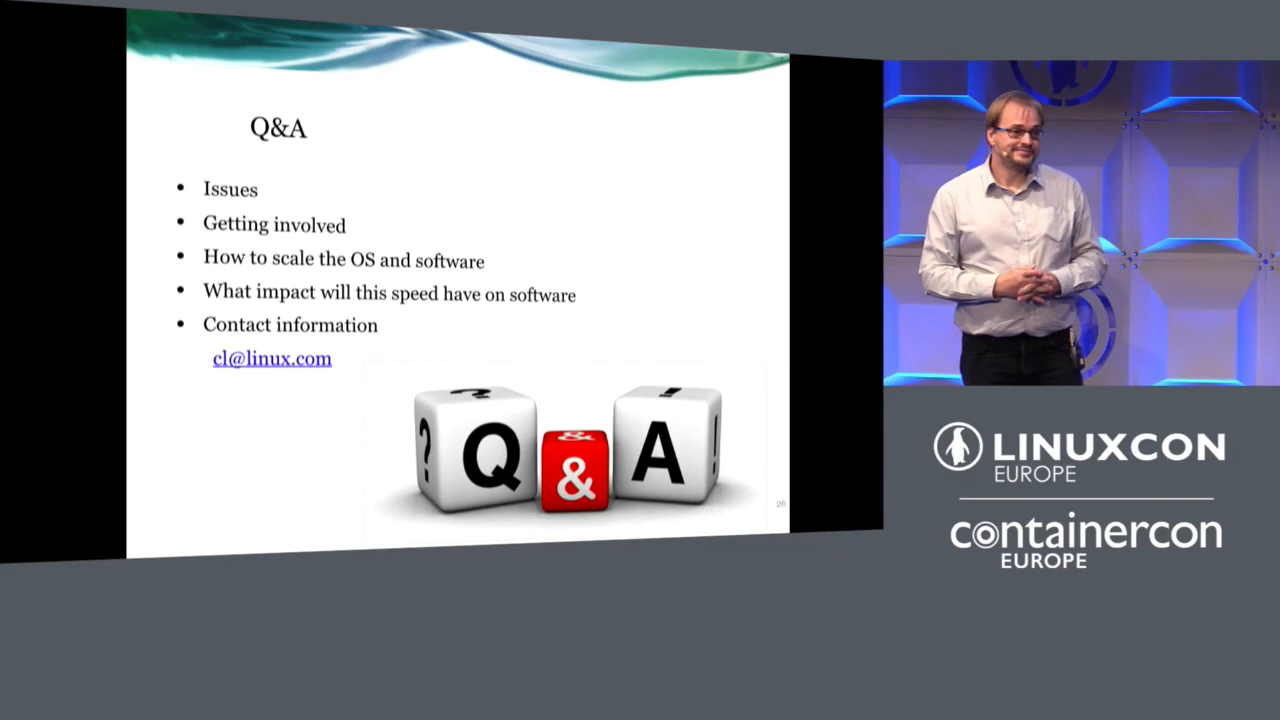 Q&A
• Issues
• Getting involved
• How to scale the OS and software
• What impact will this speed have on software
• Contact information
cl@linux.com
? ? Q & & A ! !
26
LINUXCON
EUROPE
containercon
EUROPE